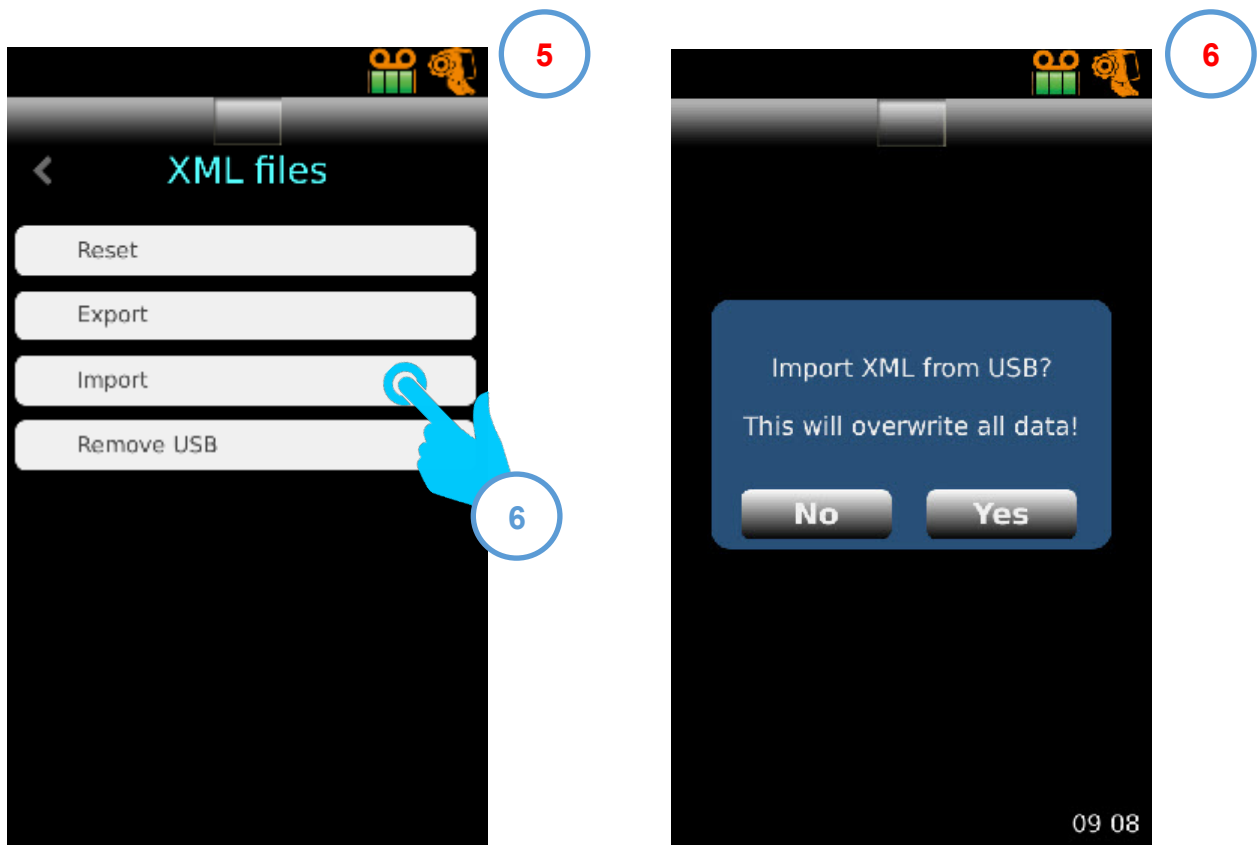 5
XML files
Reset
Export
Import
Remove USB
6
6
Import XML from USB?
This will overwrite all data!
No
Yes
09 08